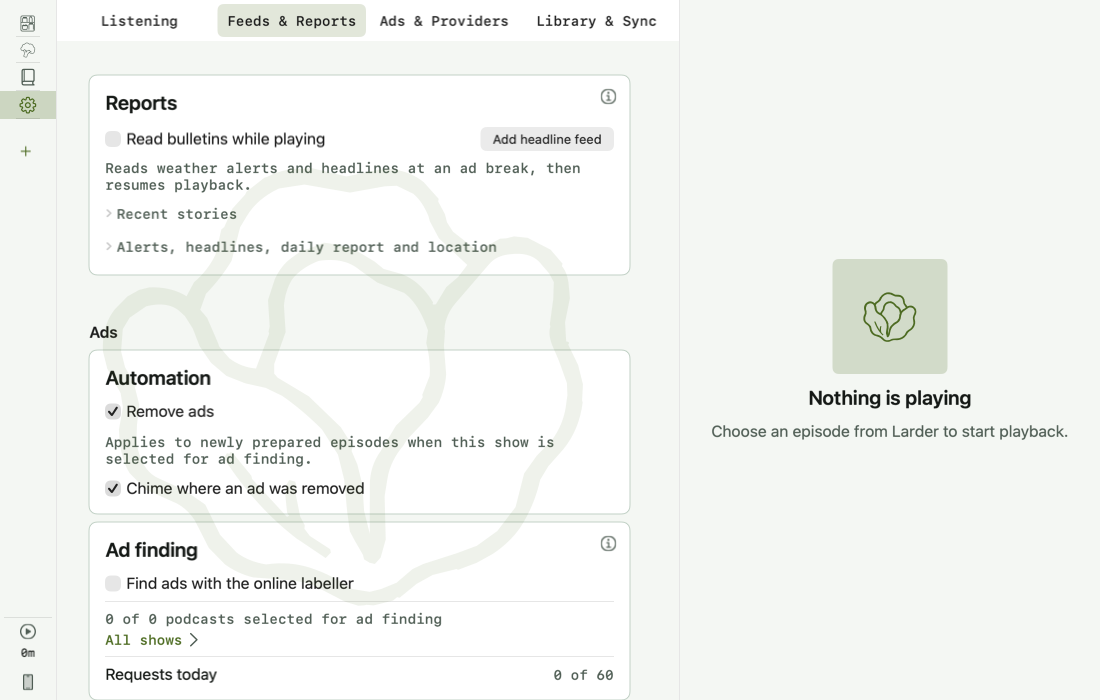 Listening
Feeds & Reports
Ads & Providers
Library & Sync
Reports
Read bulletins while playing
Add headline feed
Reads weather alerts and headlines at an ad break, then
resumes playback.
Recent stories
Alerts, headlines, daily report and location
Ads
Automation
Remove ads
Applies to newly prepared episodes when this show is
selected for ad finding.
Chime where an ad was removed
Ad finding
Find ads with the online labeller
0 of 0 podcasts selected for ad finding
All shows
Requests today
0 of 60
0m
Nothing is playing
Choose an episode from Larder to start playback.